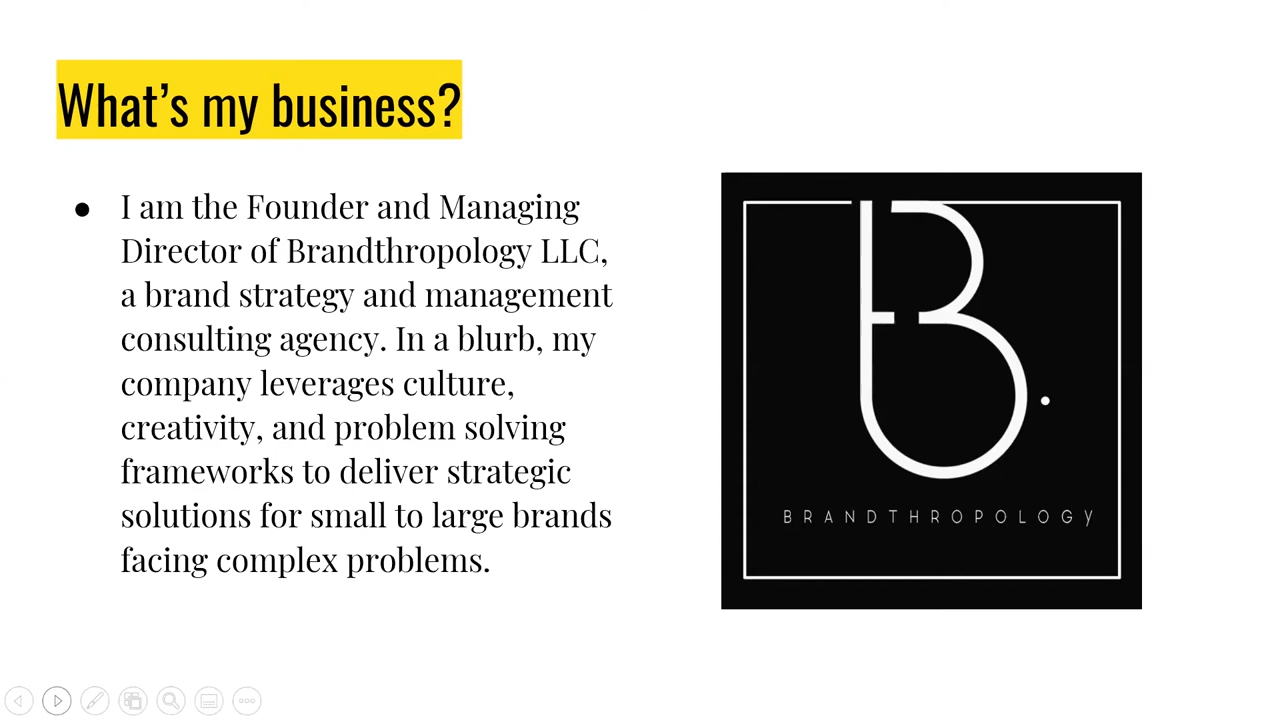 What’s my business?
● I am the Founder and Managing
Director of Brandthropology LLC,
a brand strategy and management
consulting agency. In a blurb, my
company leverages culture,
creativity, and problem solving
frameworks to deliver strategic
solutions for small to large brands
facing complex problems.
B.
BRANDTHROPOLOGY